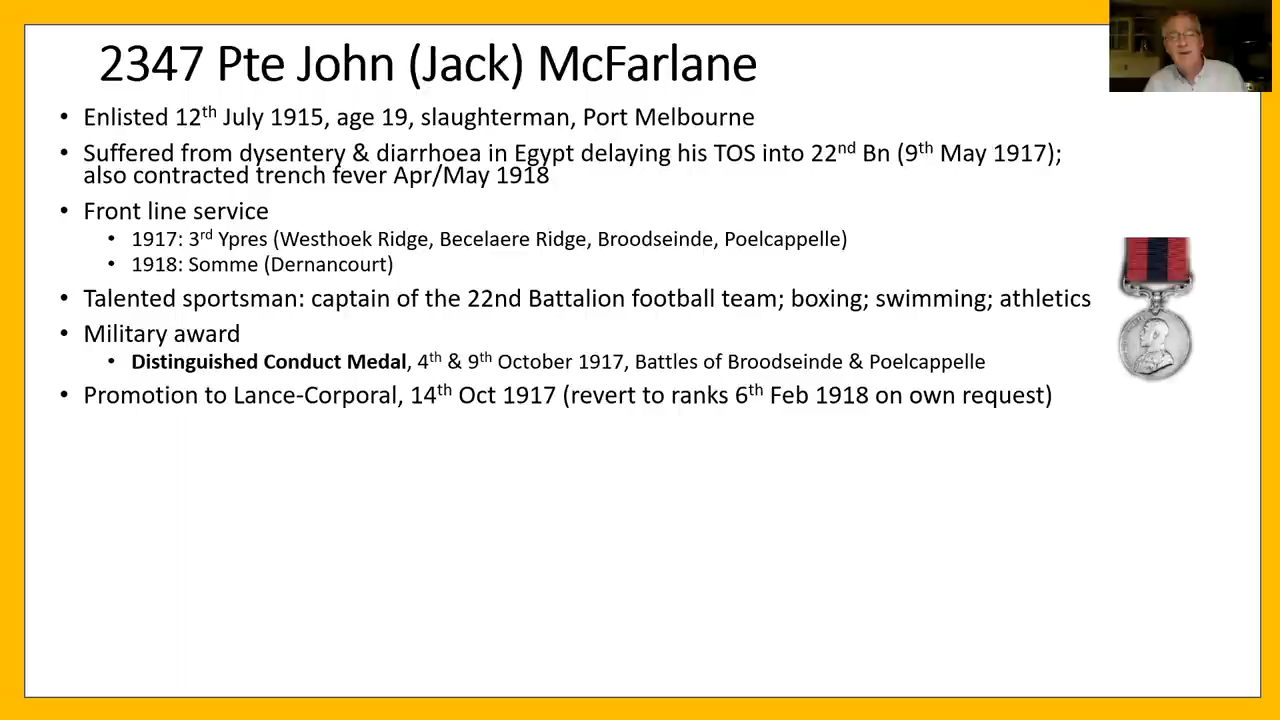 2347 Pte John (Jack) McFarlane
• Enlisted 12th July 1915, age 19, slaughterman, Port Melbourne
• Suffered from dysentery & diarrhoea in Egypt delaying his TOS into 22nd Bn (9th May 1917);
also contracted trench fever Apr/May 1918
• Front line service
• 1917: 3rd Ypres (Westhoek Ridge, Becelaere Ridge, Broodseinde, Poelcappelle)
• 1918: Somme (Dernancourt)
• Talented sportsman: captain of the 22nd Battalion football team; boxing; swimming; athletics
• Military award
• Distinguished Conduct Medal, 4th & 9th October 1917, Battles of Broodseinde & Poelcappelle
• Promotion to Lance-Corporal, 14th Oct 1917 (revert to ranks 6th Feb 1918 on own request)